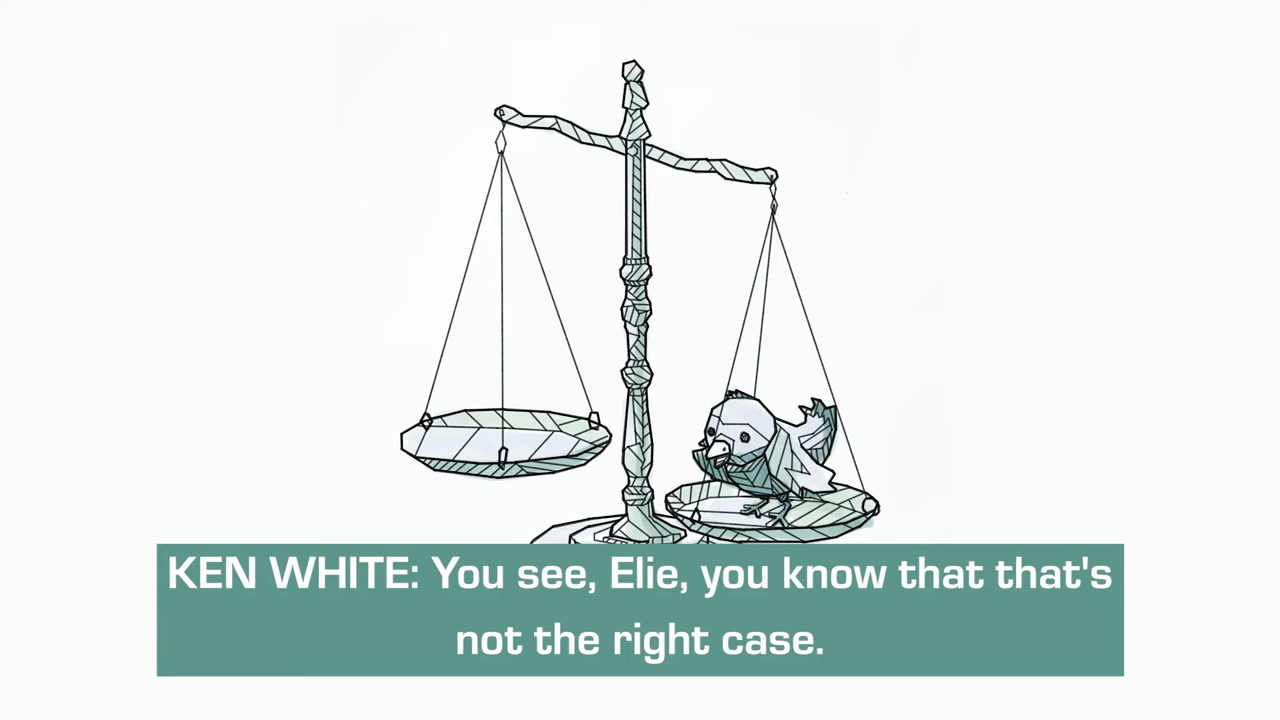 KEN WHITE: You see, Elie, you know that that's
not the right case.